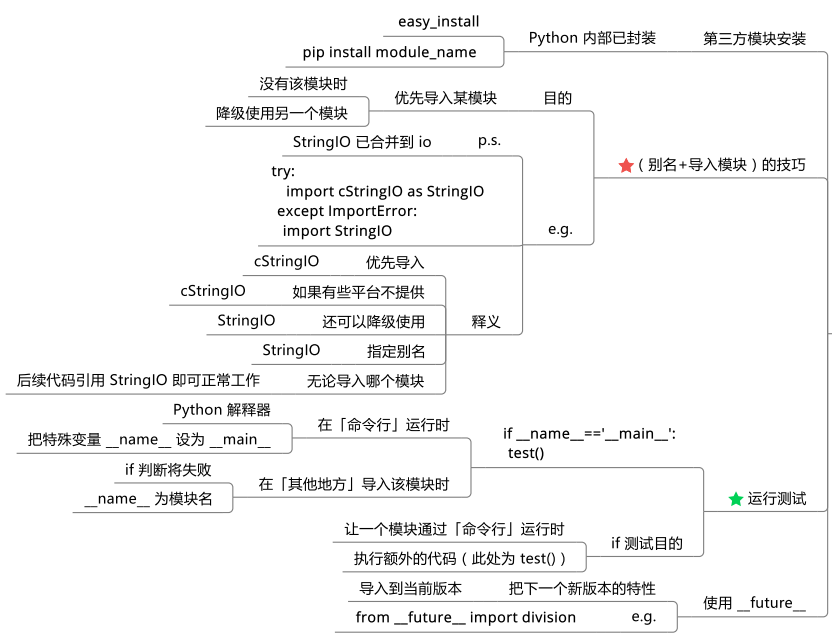 easy_install
pip install module_name
Python 内部已封装
第三方模块安装
没有该模块时
降级使用另一个模块
优先导入某模块
目的
StringIO 已合并到 io
p.s.
(别名+导入模块)的技巧
try:
import cStringIO as StringIO
except ImportError:
import StringIO
e.g.
cStringIO
优先导入
cStringIO
如果有些平台不提供
StringIO
还可以降级使用
释义
StringIO
指定别名
后续代码引用 StringIO 即可正常工作
无论导入哪个模块
Python 解释器
把特殊变量 __name__ 设为 __main__
在「命令行」运行时
if __name__=='__main__':
test()
if 判断将失败
__name__ 为模块名
在「其他地方」导入该模块时
运行测试
让一个模块通过「命令行」运行时
执行额外的代码(此处为 test())
if 测试目的
导入到当前版本
把下一个新版本的特性
使用 __future__
from __future__ import division
e.g.